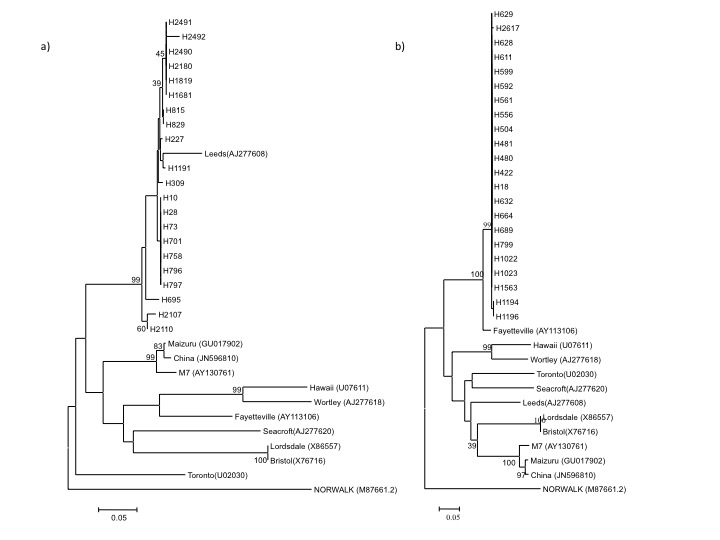 a)
H2491
H2492
45
H2490
H2180
H1819
39
H1681
H815
H829
H227
Leeds(AJ277608)
H1191
H309
H10
H28
H73
H701
H758
H796
99
H797
H695
H2107
60
H2110
83
Maizuru (GU017902)
99
China (JN596810)
M7 (AY130761)
99
Hawaii (U07611)
Wortley (AJ277618)
Fayetteville (AY113106)
Seacroft(AJ277620)
Lordsdale (X86557)
100
Bristol(X76716)
Toronto(U02030)
NORWALK (M87661.2)
0.05
b)
H629
H2617
H628
H611
H599
H592
H561
H556
H504
H481
H480
H422
H18
H632
H664
99
H689
H799
H1022
100
H1023
H1563
H1194
H1196
Fayetteville (AY113106)
99
Hawaii (U07611)
Wortley (AJ277618)
Toronto(U02030)
Seacroft(AJ277620)
Leeds(AJ277608)
100
Lordsdale (X86557)
Bristol(X76716)
39
M7 (AY130761)
100
Maizuru (GU017902)
97
China (JN596810)
NORWALK (M87661.2)
0.05